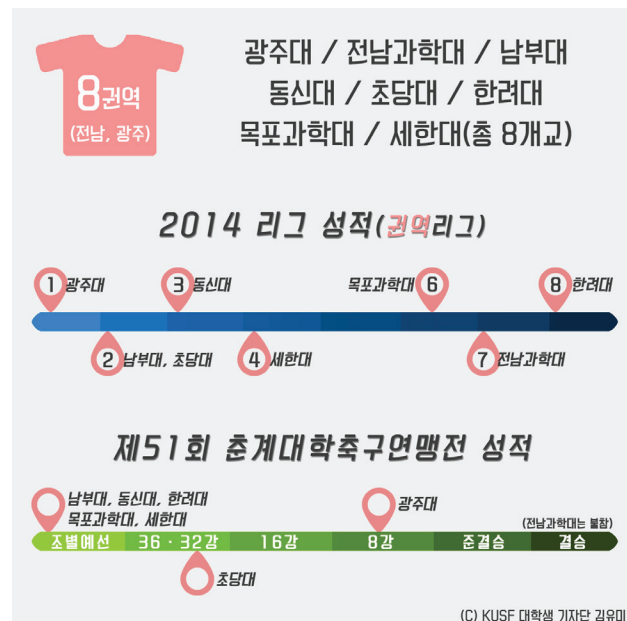 8권역
(전남, 광주)
광주대 / 전남과학대 / 남부대
동신대 / 초당대 / 한려대
목포과학대 / 세한대(총 8개교)
2014 리그 성적(권역리그)
1 광주대
3 동신대
목포과학대 6
8 한려대
2 남부대, 초당대
4 세한대
7 전남과학대
제51회 춘계대학축구연맹전 성적
남부대, 동신대, 한려대
목포과학대, 세한대
광주대
(전남과학대는 불참)
조별예선 36 · 32강 16강 8강 준결승 결승
초당대
(C) KUSF 대학생 기자단 김유미